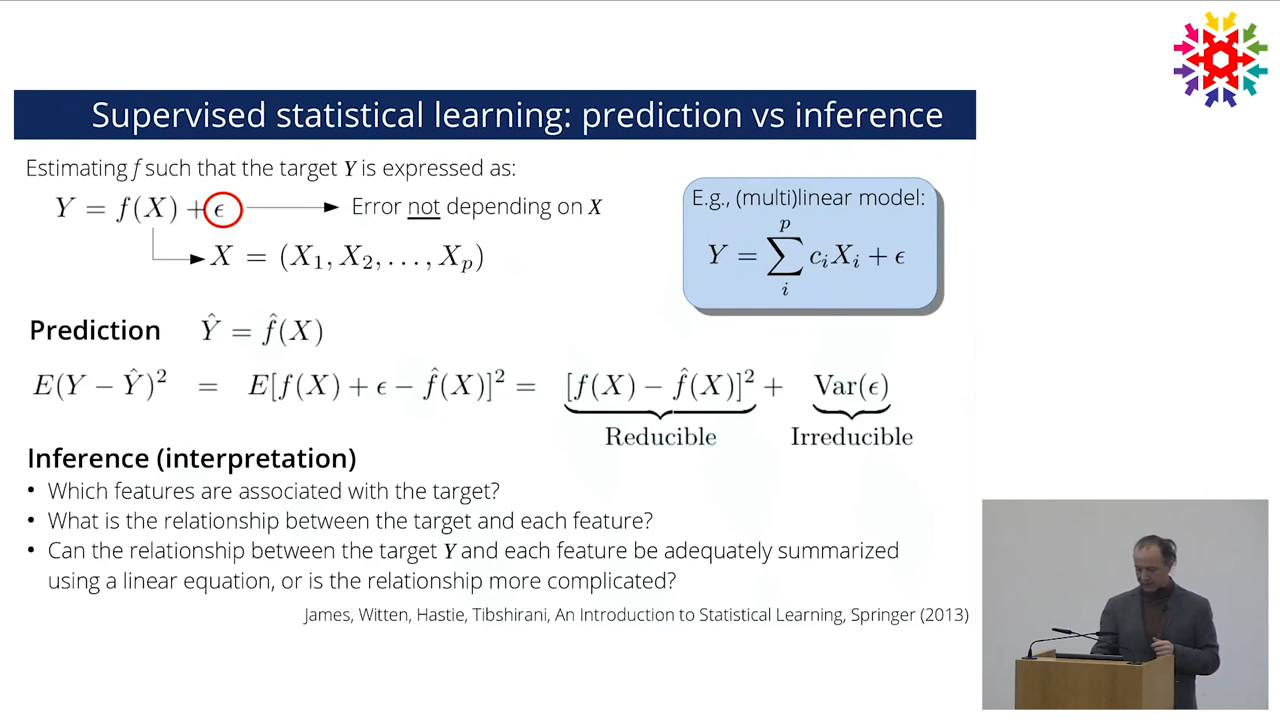 Supervised statistical learning: prediction vs inference
Estimating f such that the target Y is expressed as:
Y = f(X) + ϵ
Error not depending on X
X = (X₁, X₂, . . . , Xₚ)
E.g., (multi)linear model:
Y = ∑ᵢᵖ cᵢXᵢ + ϵ
Prediction Ŷ = f̂(X)
E(Y − Ŷ)² = E[f(X) + ϵ − f̂(X)]² = [f(X) − f̂(X)]² + Var(ϵ)
Reducible Irreducible
Inference (interpretation)
• Which features are associated with the target?
• What is the relationship between the target and each feature?
• Can the relationship between the target Y and each feature be adequately summarized
using a linear equation, or is the relationship more complicated?
James, Witten, Hastie, Tibshirani, An Introduction to Statistical Learning, Springer (2013)